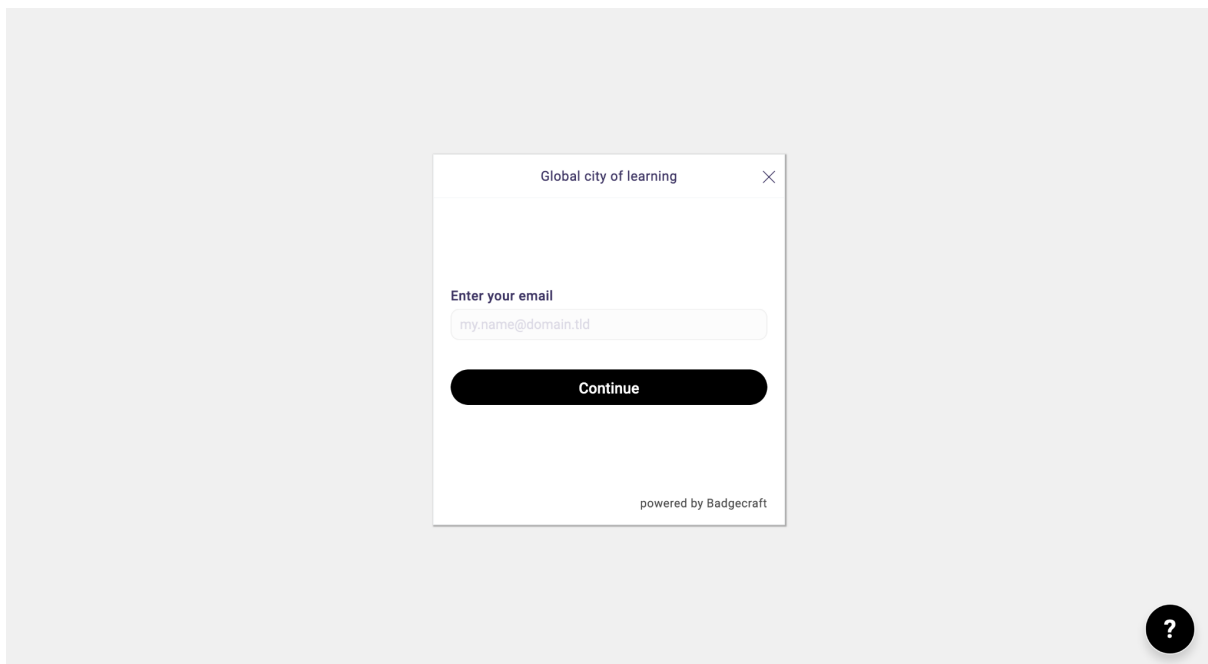 Global city of learning
Enter your email
my.name@domain.tld
Continue
powered by Badgecraft
?